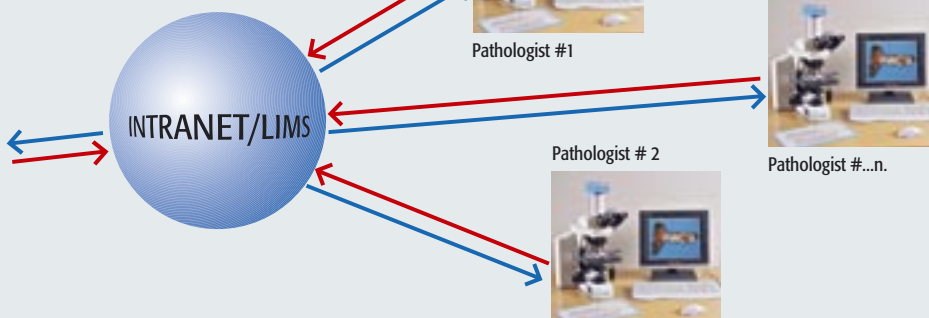 Pathologist #1
INTRANET/LIMS
Pathologist # 2
Pathologist #...n.